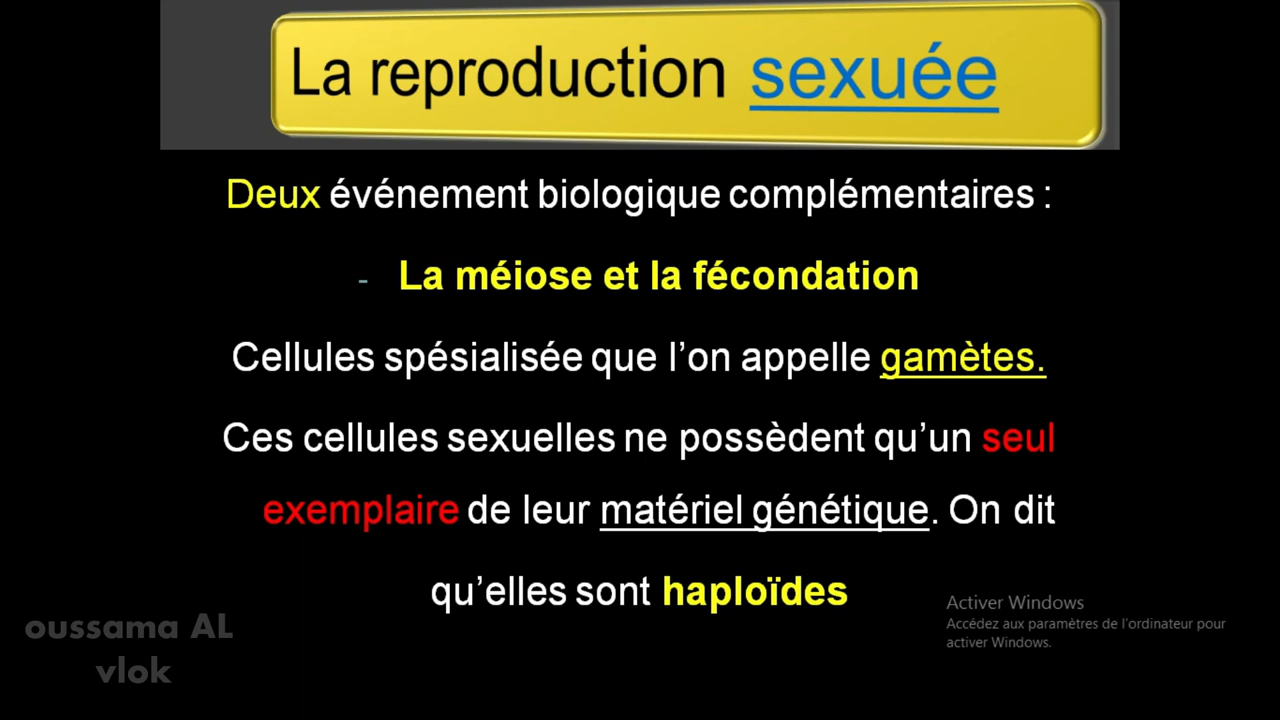 La reproduction sexuée
Deux événement biologique complémentaires :
- La méiose et la fécondation
Cellules spésialisée que l’on appelle gamètes.
Ces cellules sexuelles ne possèdent qu’un seul
exemplaire de leur matériel génétique. On dit
qu’elles sont haploïdes
oussama AL
vlok
Activer Windows
Accédez aux paramètres de l’ordinateur pour
activer Windows.